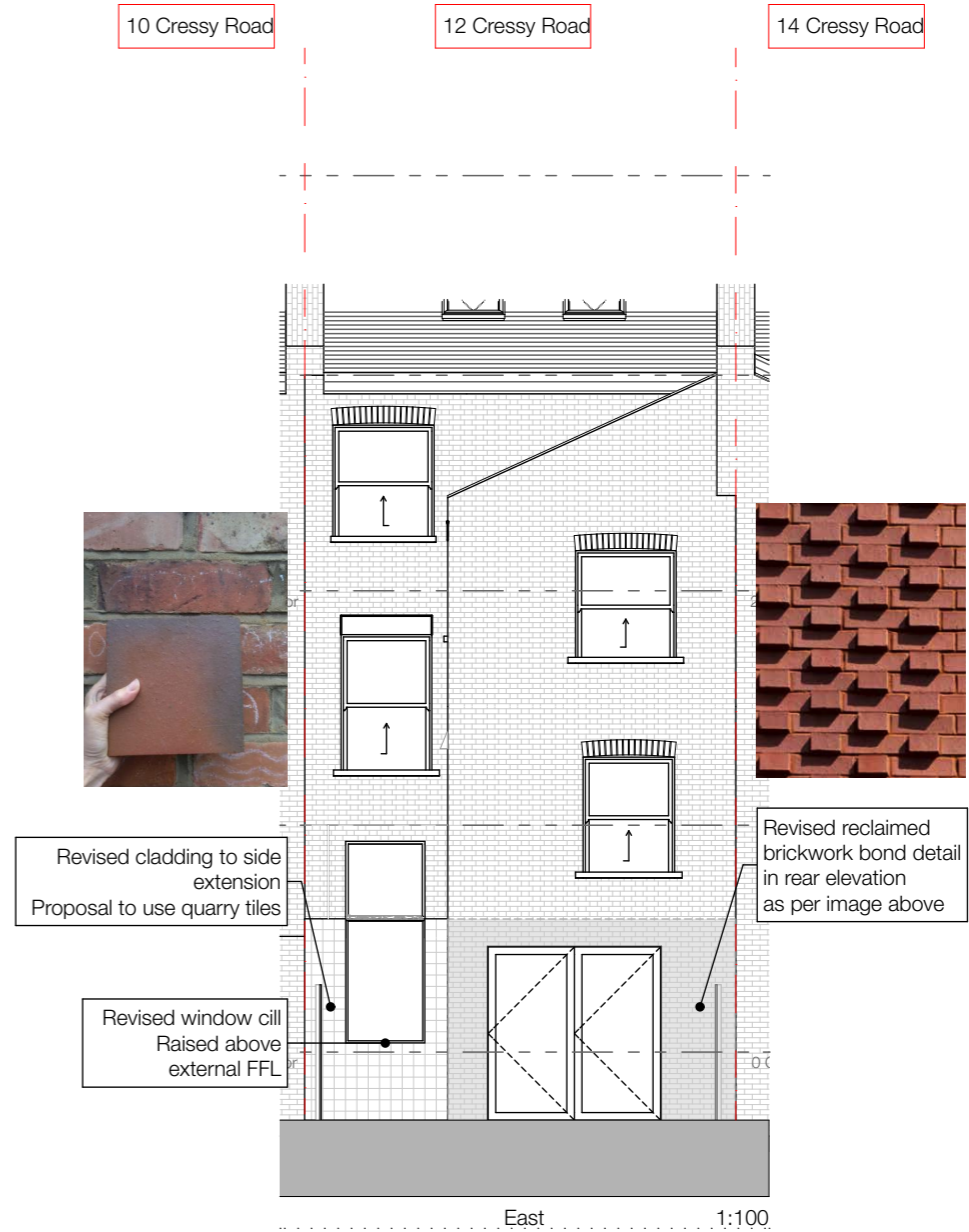 10 Cressy Road
12 Cressy Road
14 Cressy Road
Revised cladding to side
extension
Proposal to use quarry tiles
Revised reclaimed
brickwork bond detail
in rear elevation
as per image above
Revised window cill
Raised above
external FFL
East
1:100